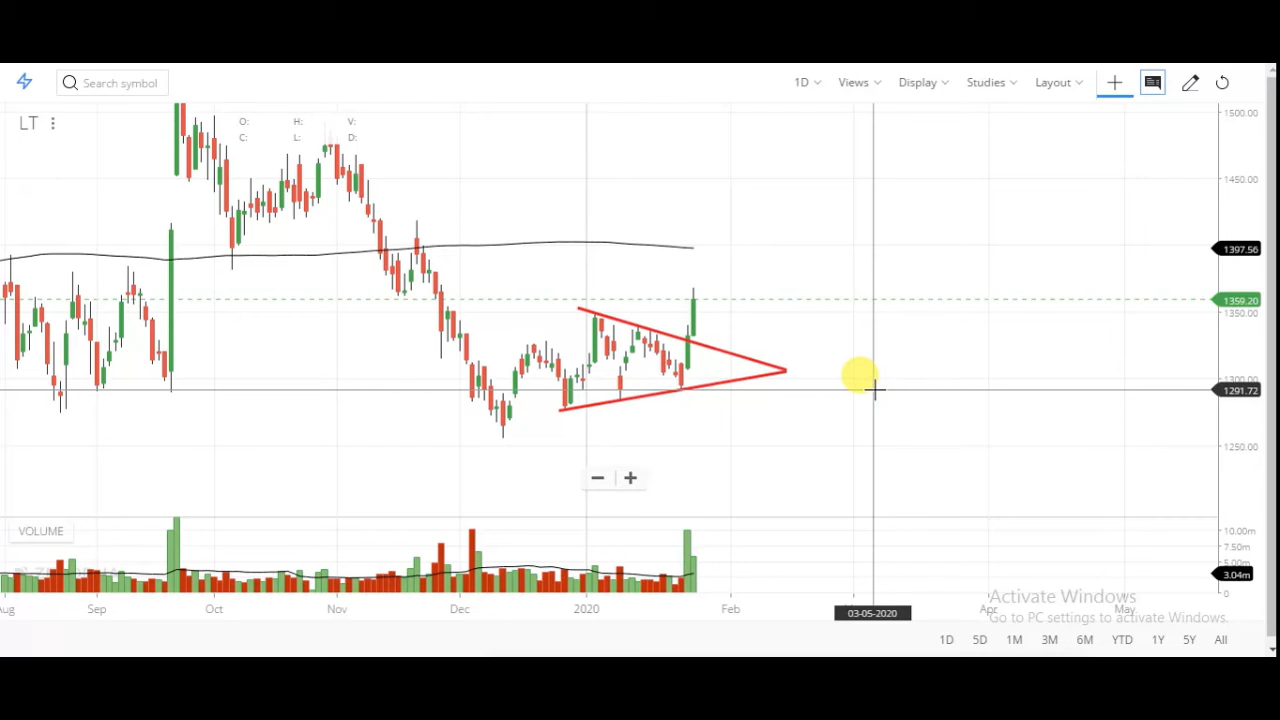 Search symbol
1D
Views
Display
Studies
Layout
LT
O: H: V:
C: L: D:
1500.00
1450.00
1397.56
1359.20
1350.00
1300.00
1291.72
1250.00
VOLUME
10.00m
7.50m
5.00m
3.04m
0
Aug Sep Oct Nov Dec 2020 Feb Apr May
03-05-2020
Activate Windows
Go to PC settings to activate Windows.
1D 5D 1M 3M 6M YTD 1Y 5Y All